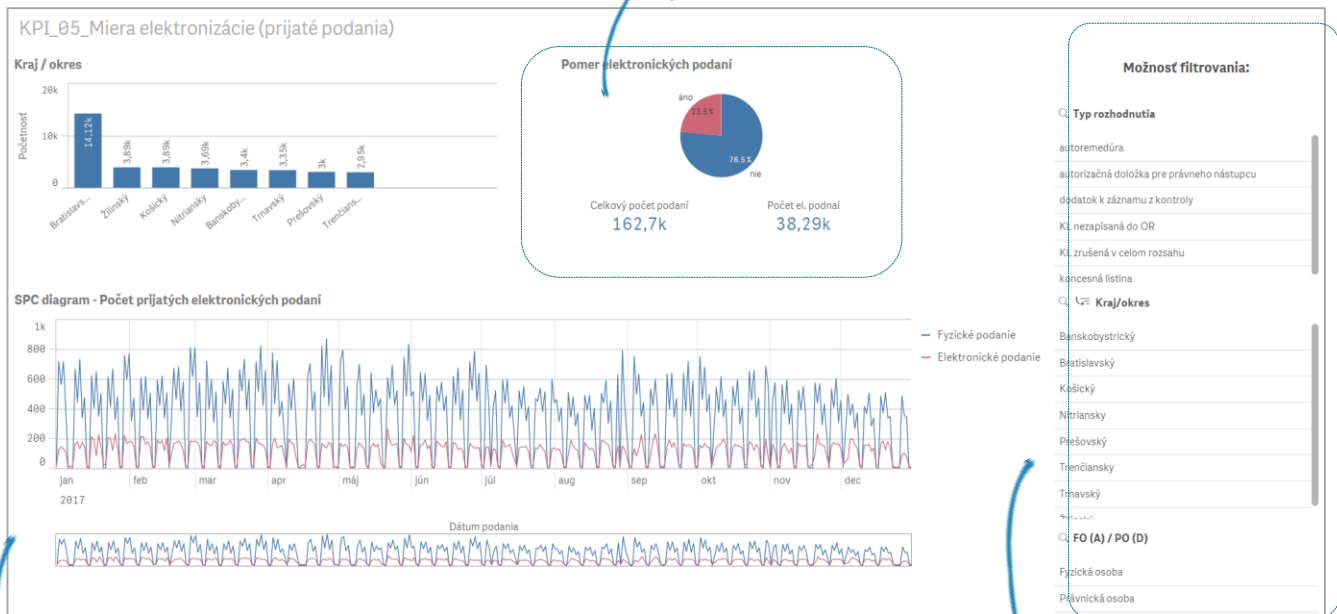 KPI_05_Miera elektronizácie (prijaté podania)
Kraj / okres
Početnosť
20k
10k
0
14,12k
3,89k
3,89k
3,69k
3,4k
3,35k
3k
2,95k
Bratislavs...
Žilinský
Košický
Nitriansky
Banskoby...
Trnavský
Prešovský
Trenčians...
Pomer elektronických podaní
áno
23.5 %
76.5 %
nie
Celkový počet podaní
162,7k
Počet el. podnaí
38,29k
SPC diagram - Počet prijatých elektronických podaní
1k
800
600
400
200
0
jan
feb
mar
apr
máj
jún
júl
aug
sep
okt
nov
dec
2017
Dátum podania
Fyzické podanie
Elektronické podanie
Možnosť filtrovania:
Typ rozhodnutia
autoremedúra
autorizačná doložka pre právneho nástupcu
dodatok k záznamu z kontroly
KL nezapísaná do OR
KL zrušená v celom rozsahu
koncesná listina
Kraj/okres
Banskobystrický
Bratislavský
Košický
Nitriansky
Prešovský
Trenčiansky
Trnavský
FO (A) / PO (D)
Fyzická osoba
Právnická osoba